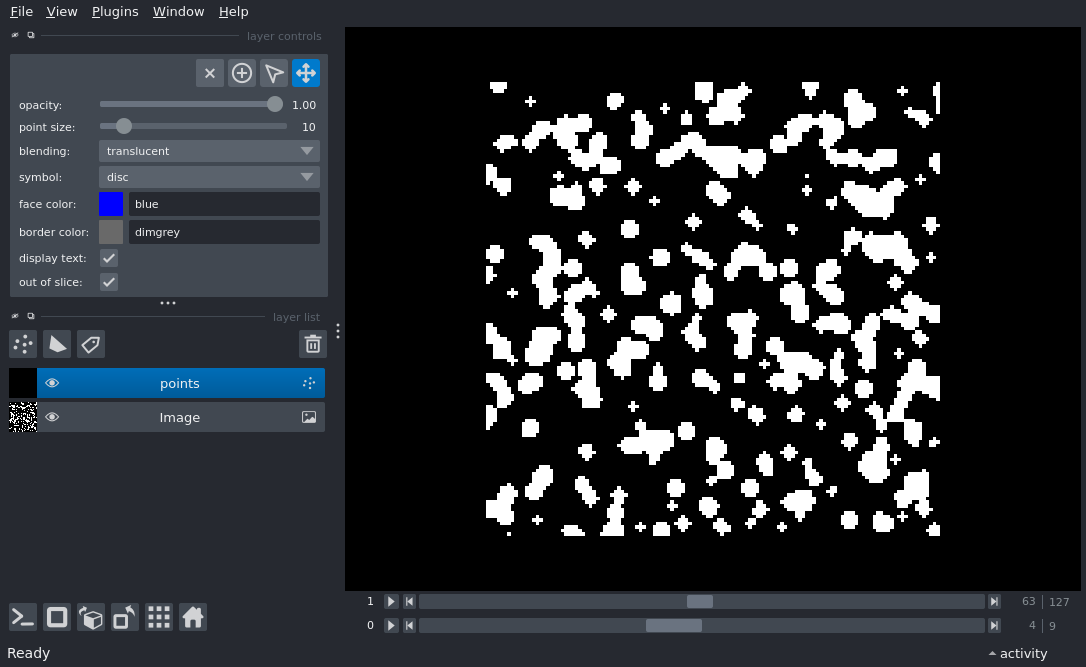 File View Plugins Window Help
layer controls
opacity: 1.00
point size: 10
blending: translucent
symbol: disc
face color: blue
border color: dimgrey
display text:
out of slice:
layer list
points
Image
1 63 127
0 4 9
Ready activity